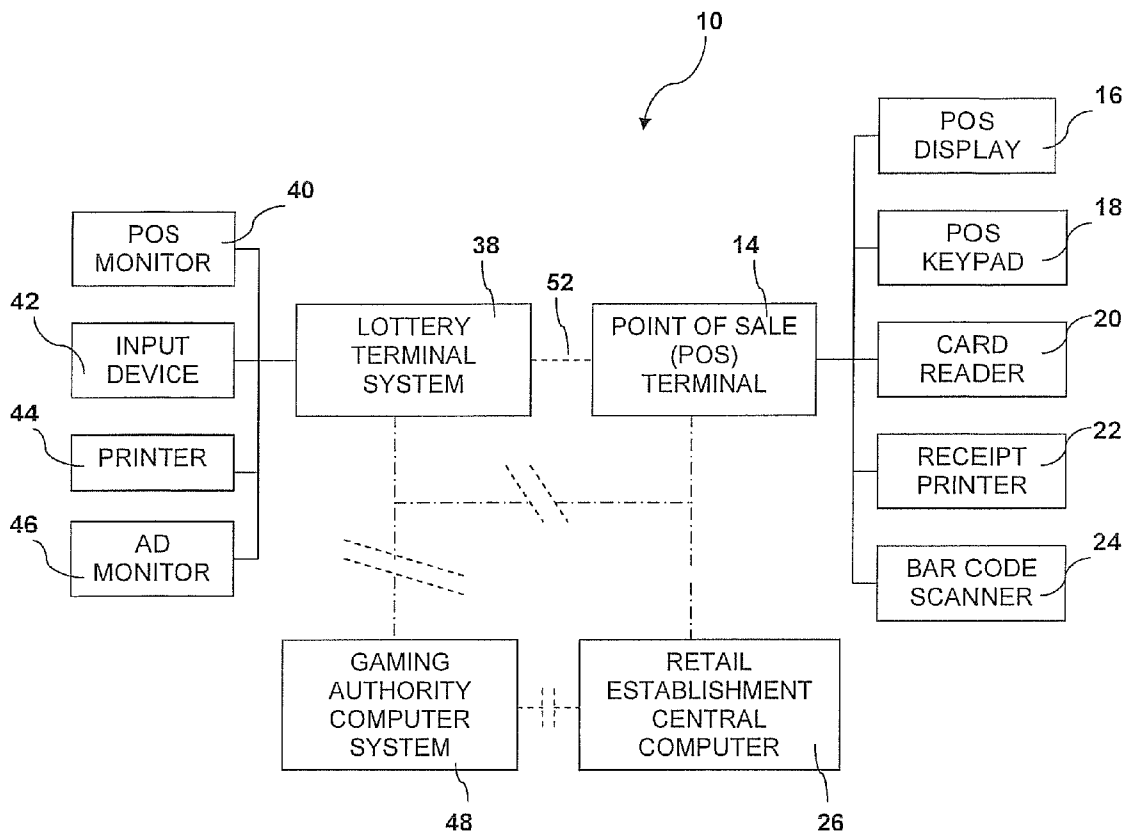 10
POS
DISPLAY
16
40
POS
MONITOR
18
POS
KEYPAD
38
14
42
INPUT
DEVICE
LOTTERY
TERMINAL
SYSTEM
52
POINT OF SALE
(POS)
TERMINAL
20
CARD
READER
44
PRINTER
22
RECEIPT
PRINTER
46
AD
MONITOR
24
BAR CODE
SCANNER
GAMING
AUTHORITY
COMPUTER
SYSTEM
RETAIL
ESTABLISHMENT
CENTRAL
COMPUTER
48
26